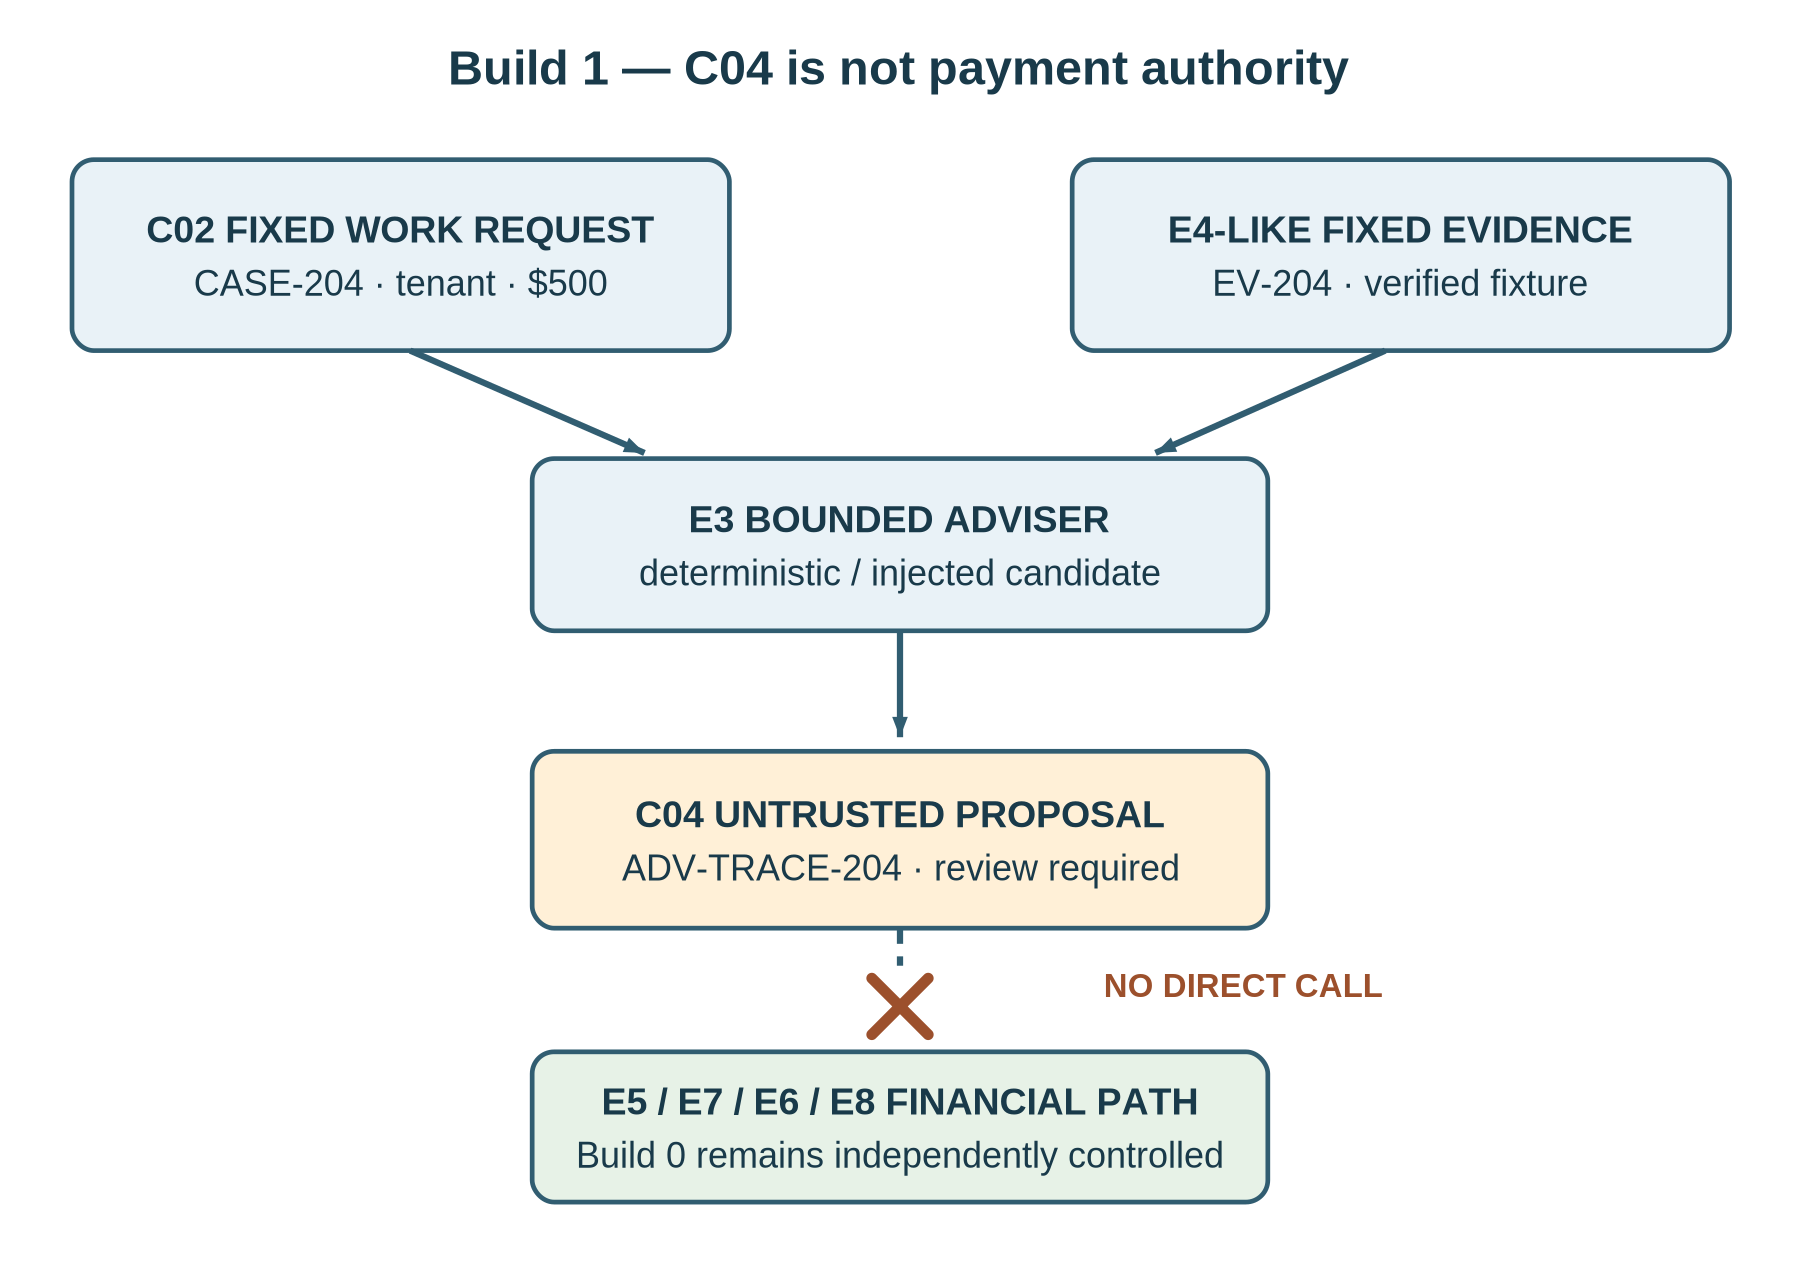 Build 1 — C04 is not payment authority
C02 FIXED WORK REQUEST
CASE-204 · tenant · $500
E4-LIKE FIXED EVIDENCE
EV-204 · verified fixture
E3 BOUNDED ADVISER
deterministic / injected candidate
C04 UNTRUSTED PROPOSAL
ADV-TRACE-204 · review required
NO DIRECT CALL
E5 / E7 / E6 / E8 FINANCIAL PATH
Build 0 remains independently controlled